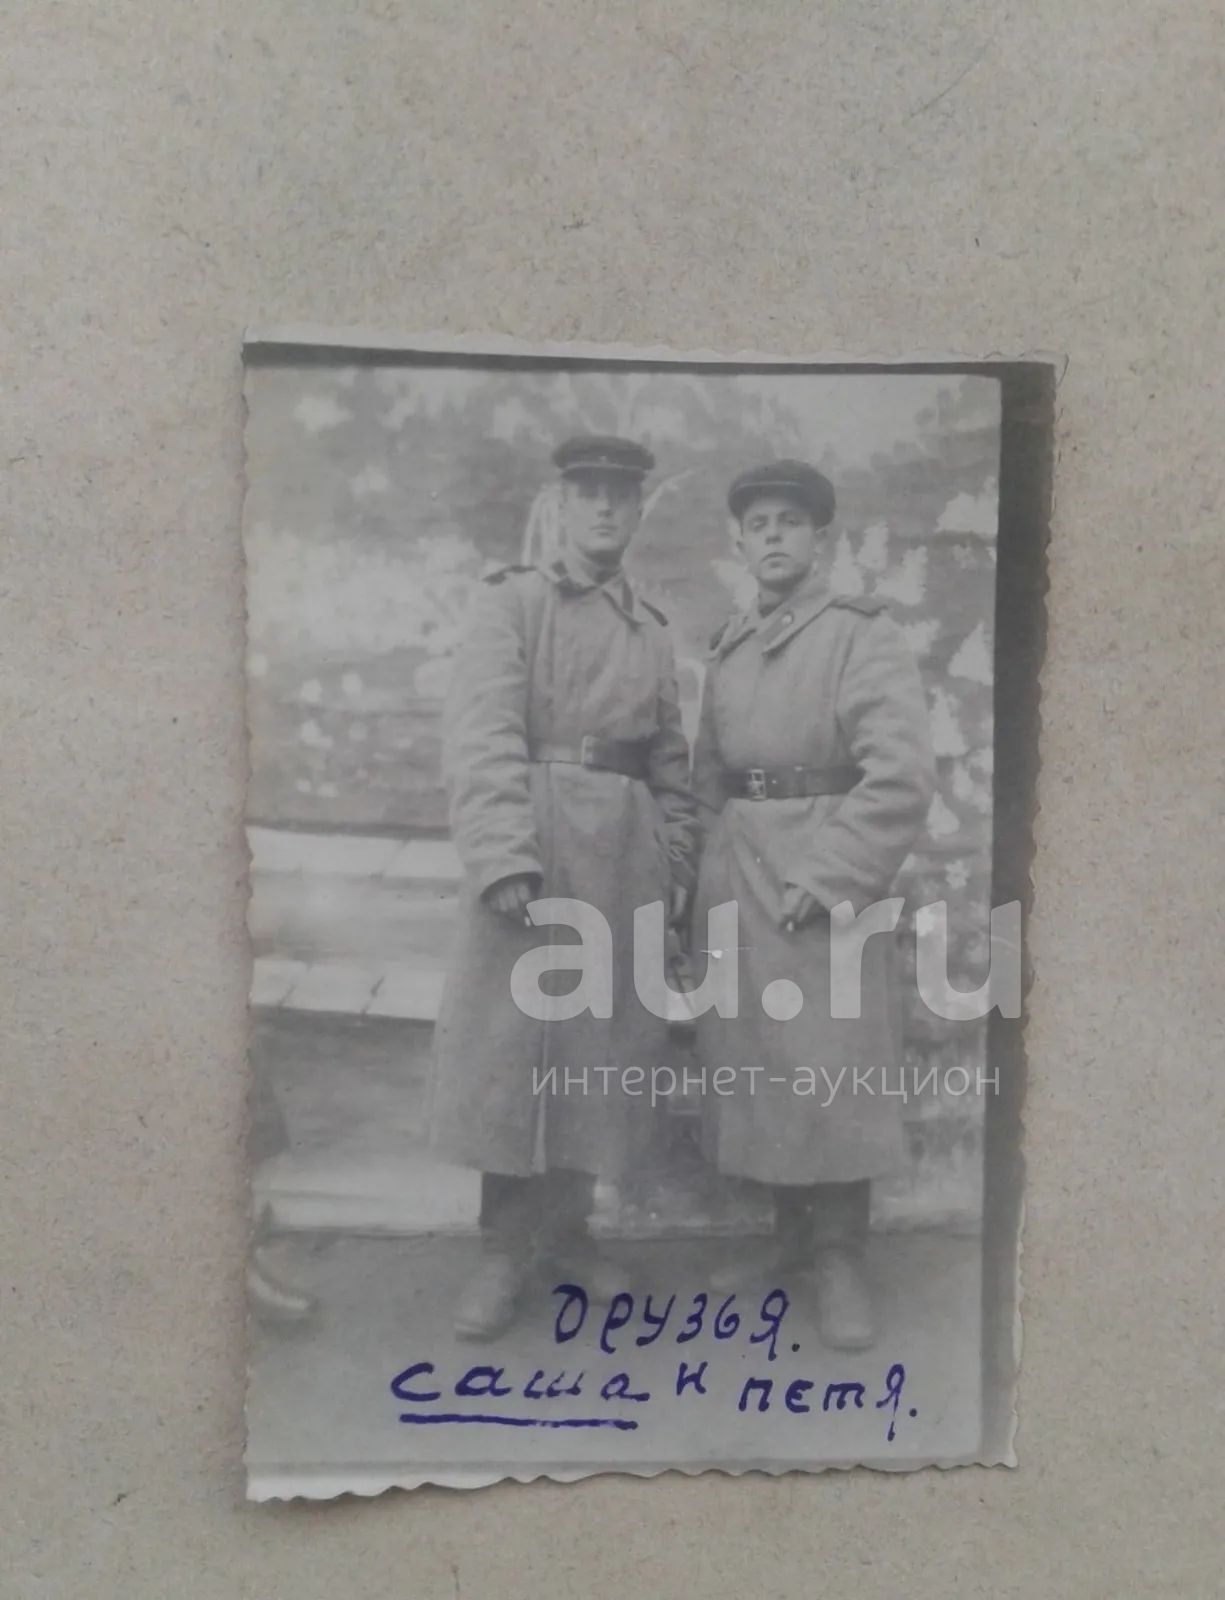 au.ru
интернет-аукцион
Друзья.
Саша и Петя.